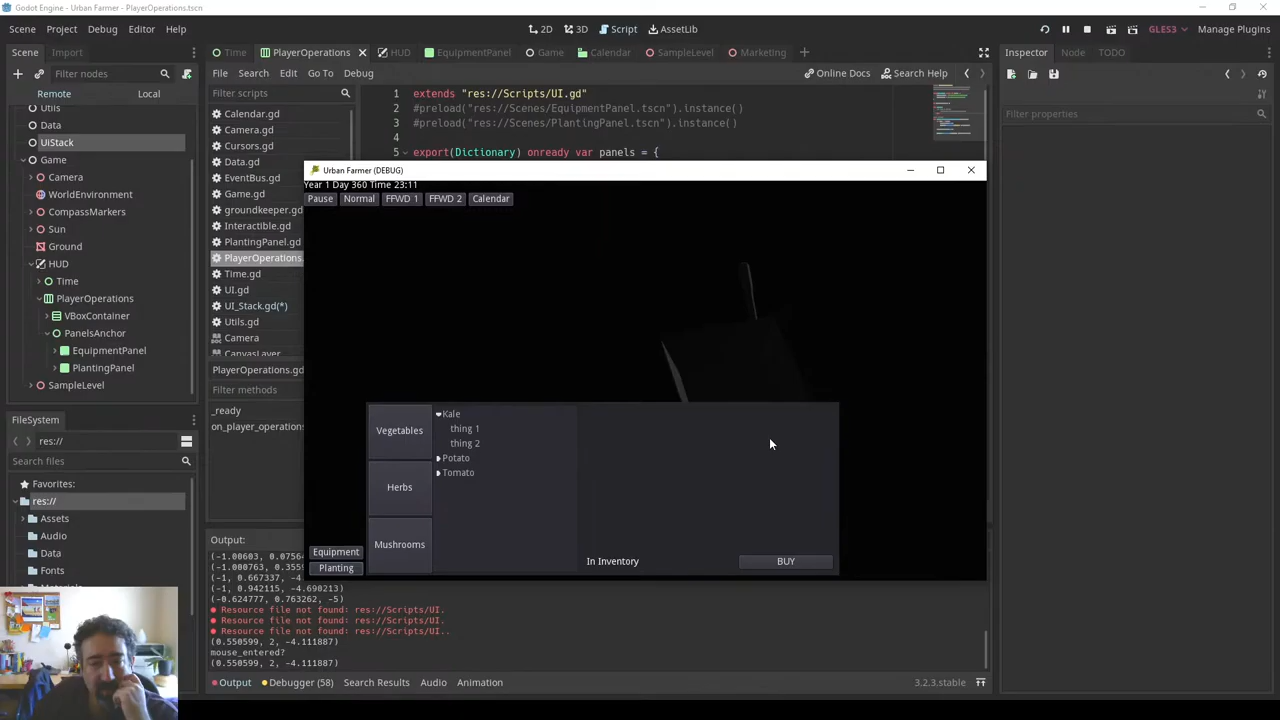 Godot Engine - Urban Farmer - PlayerOperations.tscn
Scene Project Debug Editor Help
2D 3D Script AssetLib
GLES3 Manage Plugins
Scene Import
Time PlayerOperations HUD EquipmentPanel Game Calendar SampleLevel Marketing
Inspector Node TODO
Filter nodes
File Search Edit Go To Debug
Online Docs Search Help
Remote Local
Filter scripts
Filter properties
Utils
Data
UiStack
Game
Camera
WorldEnvironment
CompassMarkers
Sun
Ground
HUD
Time
PlayerOperations
VBoxContainer
PanelsAnchor
EquipmentPanel
PlantingPanel
SampleLevel
Calendar.gd
Camera.gd
Cursors.gd
Data.gd
EventBus.gd
Game.gd
groundkeeper.gd
Interactible.gd
PlantingPanel.gd
PlayerOperations.
Time.gd
UI.gd
UI_Stack.gd(*)
Utils.gd
Camera
CanvasLayer
PlayerOperations.gd
Filter methods
_ready
on_player_operations
1 extends "res://Scripts/UI.gd"
2 #preload("res://Scenes/EquipmentPanel.tscn").instance()
3 #preload("res://Scenes/PlantingPanel.tscn").instance()
4
5 export(Dictionary) onready var panels = {
Urban Farmer (DEBUG)
Year 1 Day 360 Time 23:11
Pause Normal FFWD 1 FFWD 2 Calendar
Vegetables
Herbs
Mushrooms
Kale
thing 1
thing 2
Potato
Tomato
In Inventory BUY
Equipment
Planting
FileSystem
res://
Search files
Favorites:
res://
Assets
Audio
Data
Fonts
Output:
(-1.00603, 0.0756
(-1.000763, 0.355
(-1, 0.667337, -4
(-1, 0.942115, -4.690213)
(-0.624777, 0.763262, -5)
Resource file not found: res://Scripts/UI.
Resource file not found: res://Scripts/UI.
Resource file not found: res://Scripts/UI..
(0.550599, 2, -4.111887)
mouse_entered?
(0.550599, 2, -4.111887)
Output Debugger (58) Search Results Audio Animation
3.2.3.stable